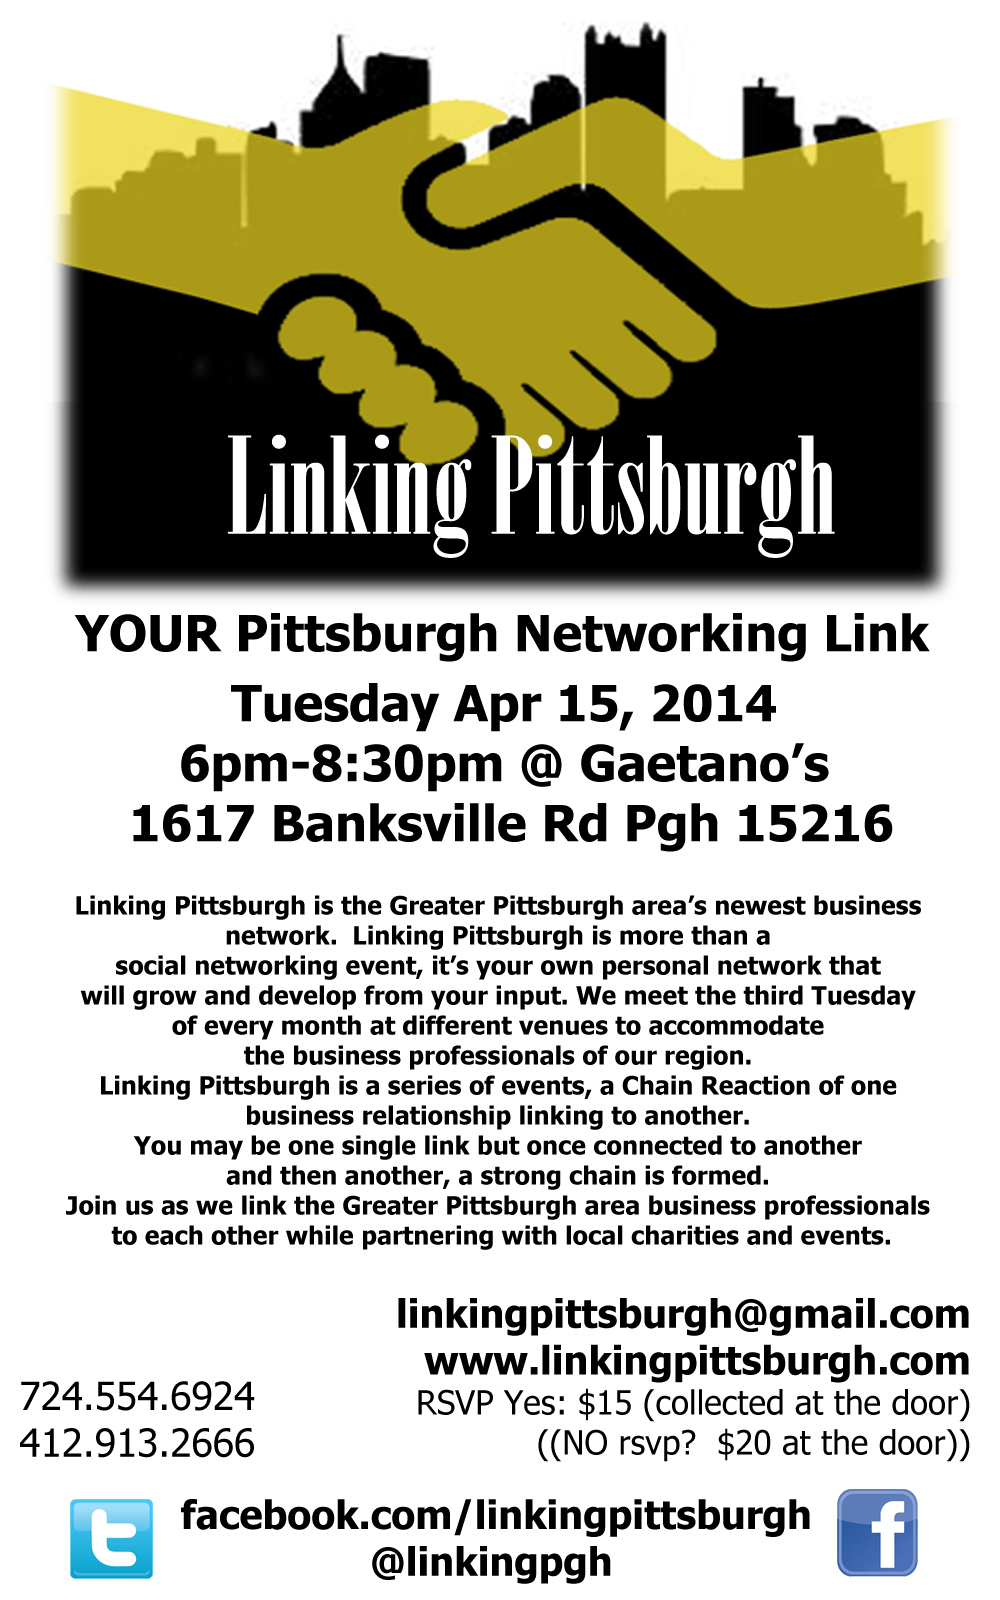 Linking Pittsburgh
YOUR Pittsburgh Networking Link
Tuesday Apr 15, 2014
6pm-8:30pm @ Gaetano’s
1617 Banksville Rd Pgh 15216
Linking Pittsburgh is the Greater Pittsburgh area’s newest business
network.  Linking Pittsburgh is more than a
social networking event, it’s your own personal network that
will grow and develop from your input. We meet the third Tuesday
of every month at different venues to accommodate
the business professionals of our region.
Linking Pittsburgh is a series of events, a Chain Reaction of one
business relationship linking to another.
You may be one single link but once connected to another
and then another, a strong chain is formed.
Join us as we link the Greater Pittsburgh area business professionals
to each other while partnering with local charities and events.
linkingpittsburgh@gmail.com
www.linkingpittsburgh.com
RSVP Yes: $15 (collected at the door)
((NO rsvp?  $20 at the door))
724.554.6924
412.913.2666
facebook.com/linkingpittsburgh
@linkingpgh